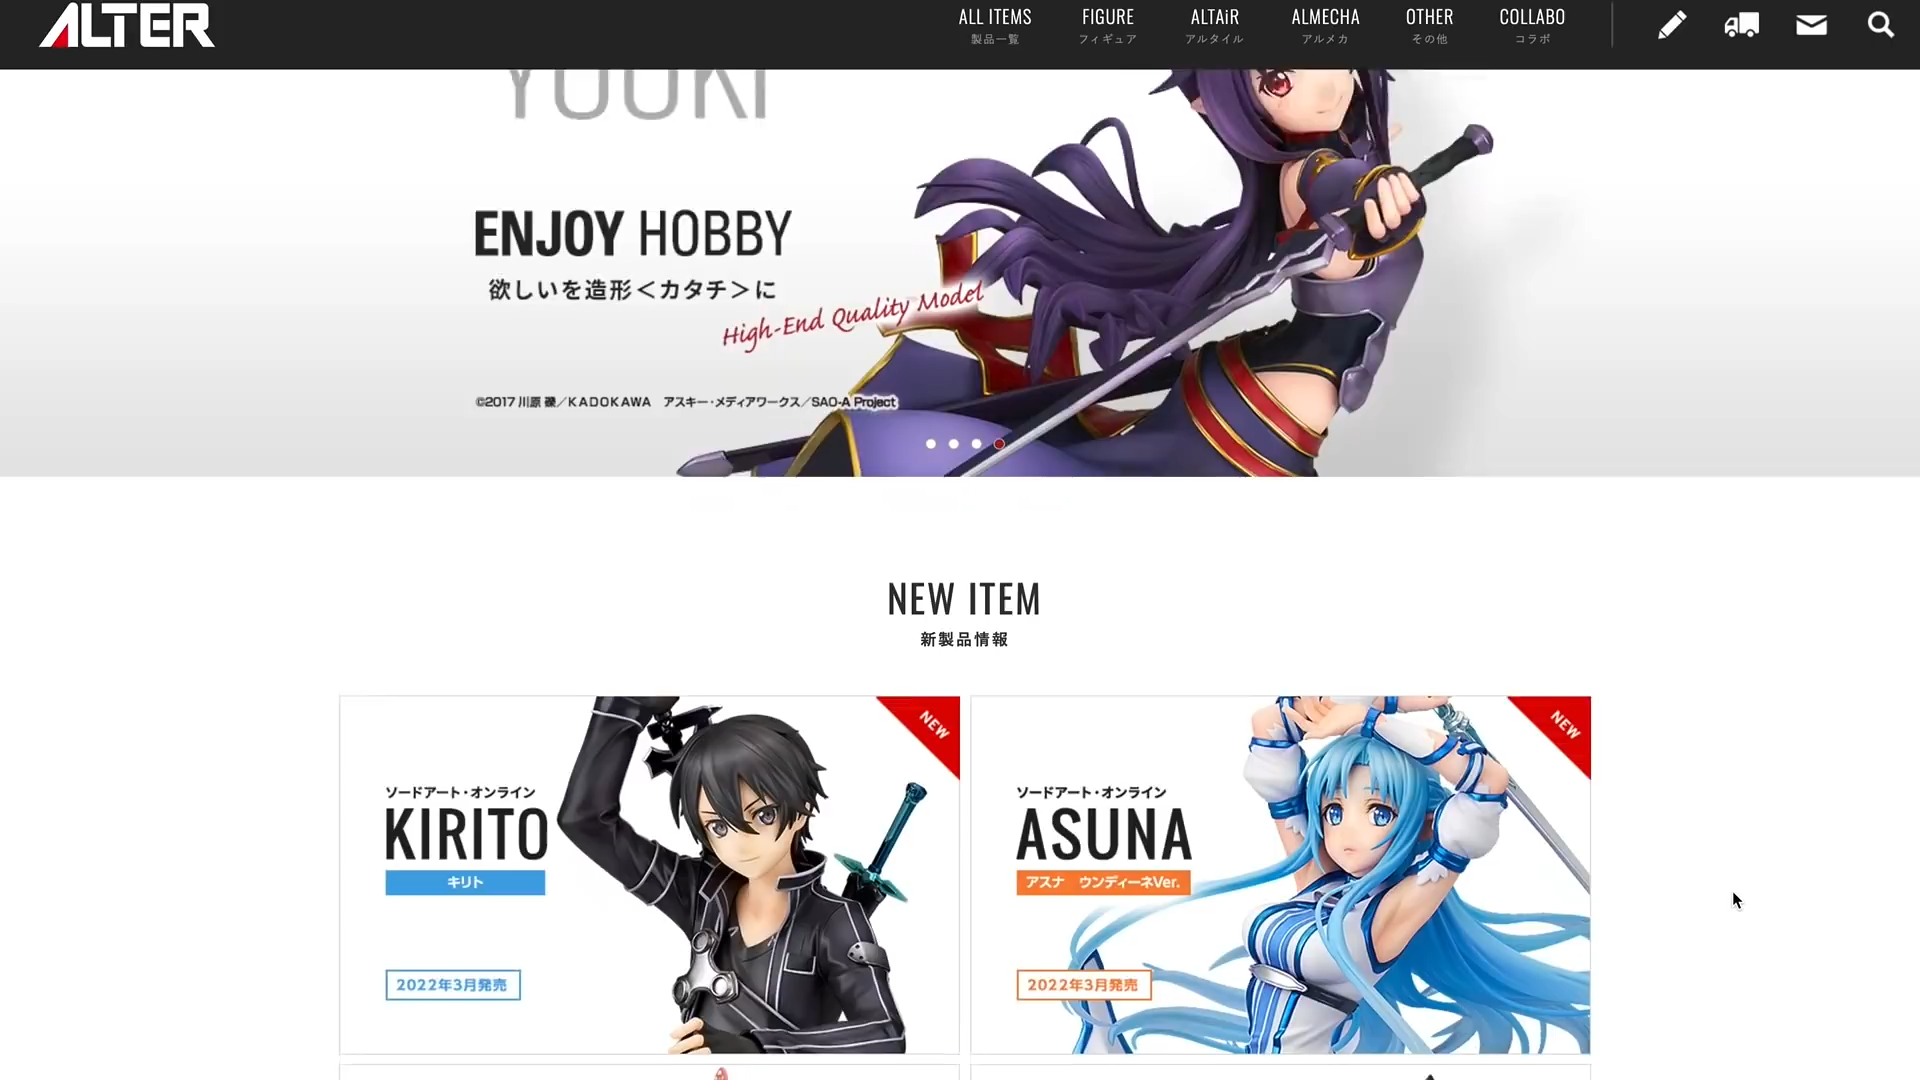 ALTER
ALL ITEMS
製品一覧
FIGURE
フィギュア
ALTAiR
アルタイル
ALMECHA
アルメカ
OTHER
その他
COLLABO
コラボ
YUUKI
ENJOY HOBBY
欲しいを造形<カタチ>に
High-End Quality Model
©2017 川原 礫／KADOKAWA アスキー・メディアワークス／SAO-A Project
NEW ITEM
新製品情報
NEW
ソードアート・オンライン
KIRITO
キリト
2022年3月発売
NEW
ソードアート・オンライン
ASUNA
アスナ ウンディーネVer.
2022年3月発売